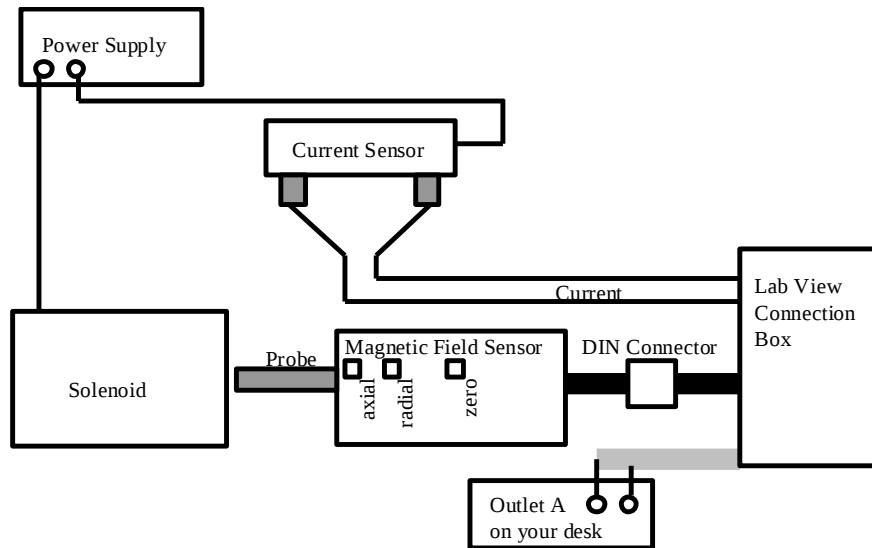 Power Supply
Current Sensor
Current
Lab View
Connection
Box
Solenoid
Probe
Magnetic Field Sensor
axial
radial
zero
DIN Connector
Outlet A
on your desk